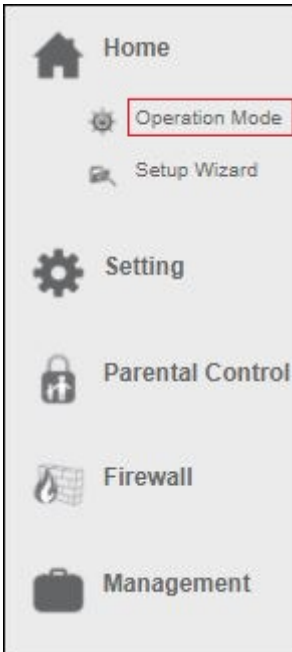 Home
Operation Mode
Setup Wizard
Setting
Parental Control
Firewall
Management